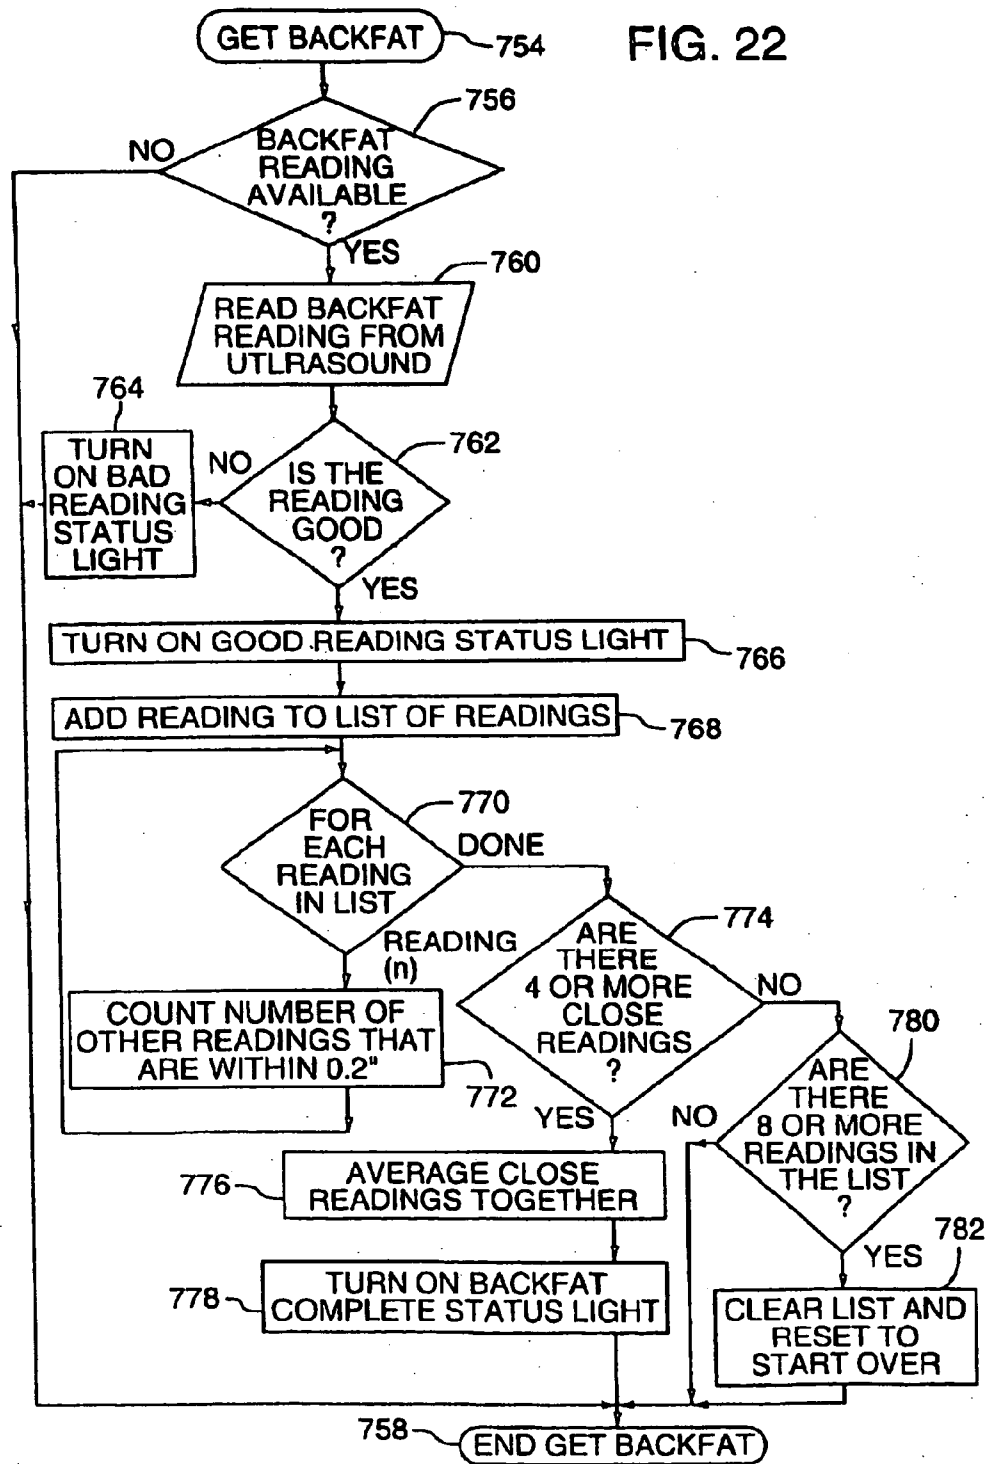 GET BACKFAT
754
FIG. 22
756
BACKFAT
READING
AVAILABLE
?
NO
YES
760
READ BACKFAT
READING FROM
UTLRASOUND
764
TURN
ON BAD
READING
STATUS
LIGHT
NO
762
IS THE
READING
GOOD
?
YES
TURN ON GOOD READING STATUS LIGHT
766
ADD READING TO LIST OF READINGS
768
770
FOR
EACH
READING
IN LIST
DONE
READING
(n)
COUNT NUMBER OF
OTHER READINGS THAT
ARE WITHIN 0.2"
772
774
ARE
THERE
4 OR MORE
CLOSE
READINGS
?
NO
YES
780
ARE
THERE
8 OR MORE
READINGS IN
THE LIST
?
NO
YES
776
AVERAGE CLOSE
READINGS TOGETHER
778
TURN ON BACKFAT
COMPLETE STATUS LIGHT
782
CLEAR LIST AND
RESET TO
START OVER
758
END GET BACKFAT